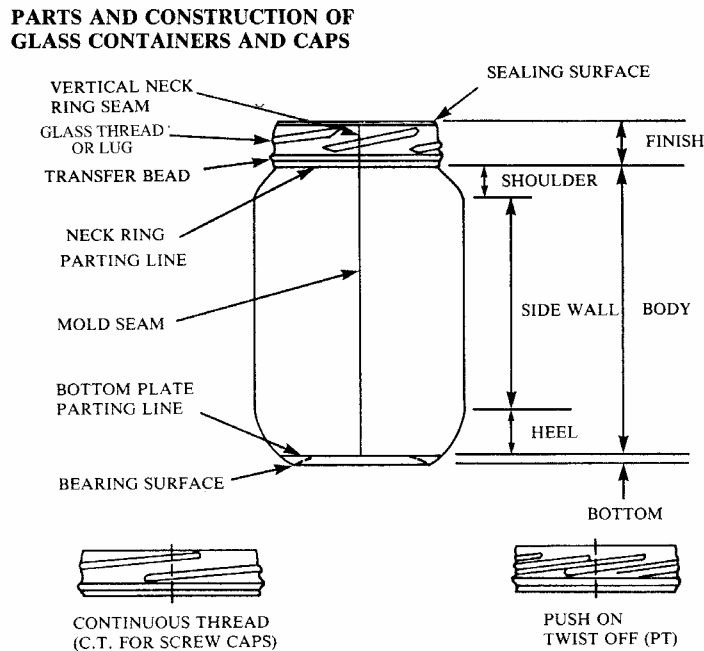 PARTS AND CONSTRUCTION OF
GLASS CONTAINERS AND CAPS
VERTICAL NECK
RING SEAM
SEALING SURFACE
GLASS THREAD
OR LUG
FINISH
TRANSFER BEAD
SHOULDER
NECK RING
PARTING LINE
SIDE WALL
BODY
MOLD SEAM
BOTTOM PLATE
PARTING LINE
HEEL
BEARING SURFACE
BOTTOM
CONTINUOUS THREAD
(C.T. FOR SCREW CAPS)
PUSH ON
TWIST OFF (PT)